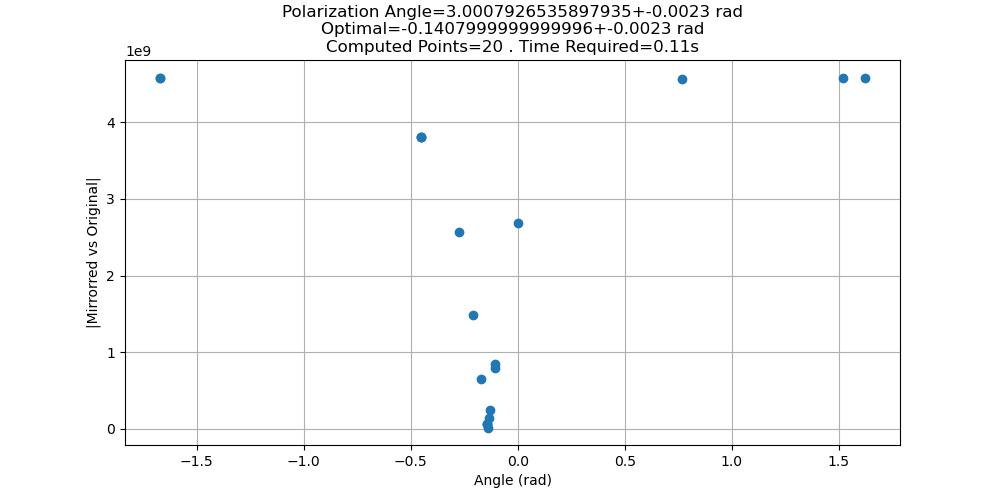 Polarization Angle=3.0007926535897935+-0.0023 rad
Optimal=-0.1407999999999996+-0.0023 rad
Computed Points=20 . Time Required=0.11s
1e9
4
3
2
1
0
|Mirrorred vs Original|
−1.5
−1.0
−0.5
0.0
0.5
1.0
1.5
Angle (rad)